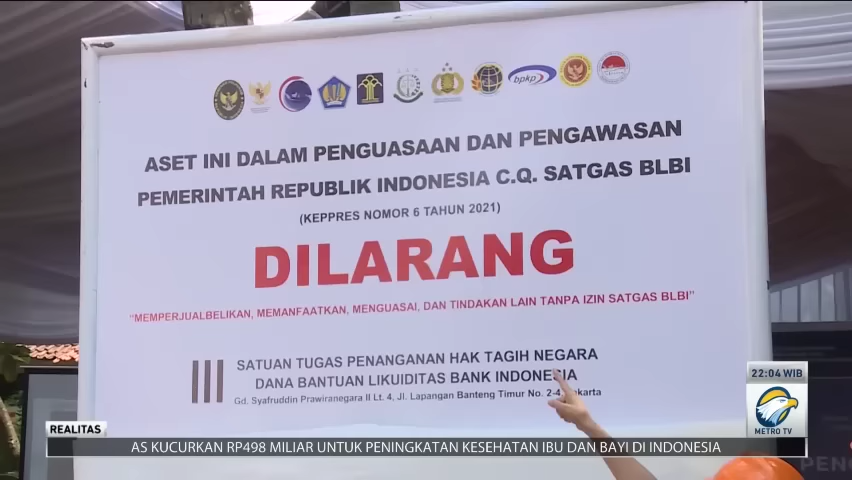 bpkp
ASET INI DALAM PENGUASAAN DAN PENGAWASAN
PEMERINTAH REPUBLIK INDONESIA C.Q. SATGAS BLBI
(KEPPRES NOMOR 6 TAHUN 2021)
DILARANG
"MEMPERJUALBELIKAN, MEMANFAATKAN, MENGUASAI, DAN TINDAKAN LAIN TANPA IZIN SATGAS BLBI"
SATUAN TUGAS PENANGANAN HAK TAGIH NEGARA
DANA BANTUAN LIKUIDITAS BANK INDONESIA
Gd. Syafruddin Prawiranegara II Lt. 4, Jl. Lapangan Banteng Timur No. 2-4 Jakarta
22:04 WIB
METRO TV
REALITAS
AS KUCURKAN RP498 MILIAR UNTUK PENINGKATAN KESEHATAN IBU DAN BAYI DI INDONESIA